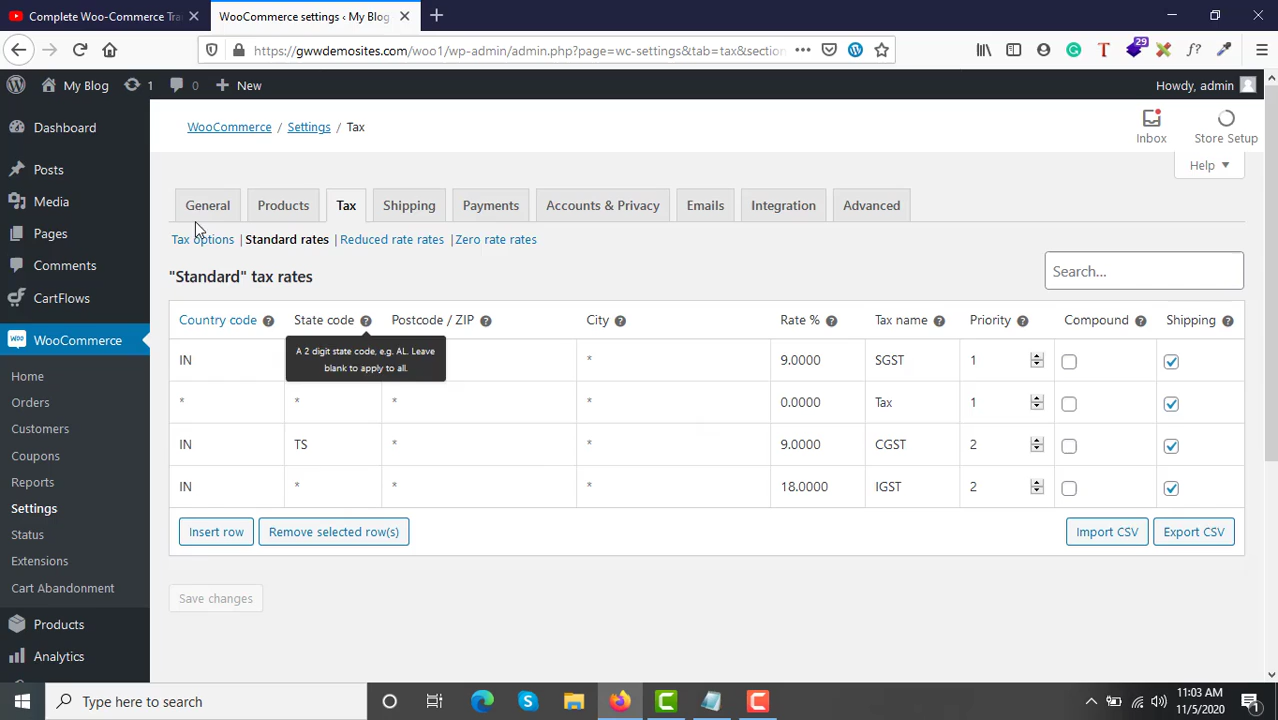 Complete Woo-Commerce Tra
WooCommerce settings ‹ My Blog
https://gwwdemosites.com/woo1/wp-admin/admin.php?page=wc-settings&tab=tax&section
29
T
f?
My Blog
1
0
New
Howdy, admin
Dashboard
Posts
Media
Pages
Comments
CartFlows
WooCommerce
Home
Orders
Customers
Coupons
Reports
Settings
Status
Extensions
Cart Abandonment
Products
Analytics
WooCommerce / Settings / Tax
Inbox
Store Setup
Help
General Products Tax Shipping Payments Accounts & Privacy Emails Integration Advanced
Tax options | Standard rates | Reduced rate rates | Zero rate rates
"Standard" tax rates
Search...
Country code ? State code ? Postcode / ZIP ? City ? Rate % ? Tax name ? Priority ? Compound ? Shipping ?
A 2 digit state code, e.g. AL. Leave
blank to apply to all.
IN * 9.0000 SGST 1
* * * * 0.0000 Tax 1
IN TS * * 9.0000 CGST 2
IN * * * 18.0000 IGST 2
Insert row Remove selected row(s) Import CSV Export CSV
Save changes
Type here to search
11:03 AM
11/5/2020
1